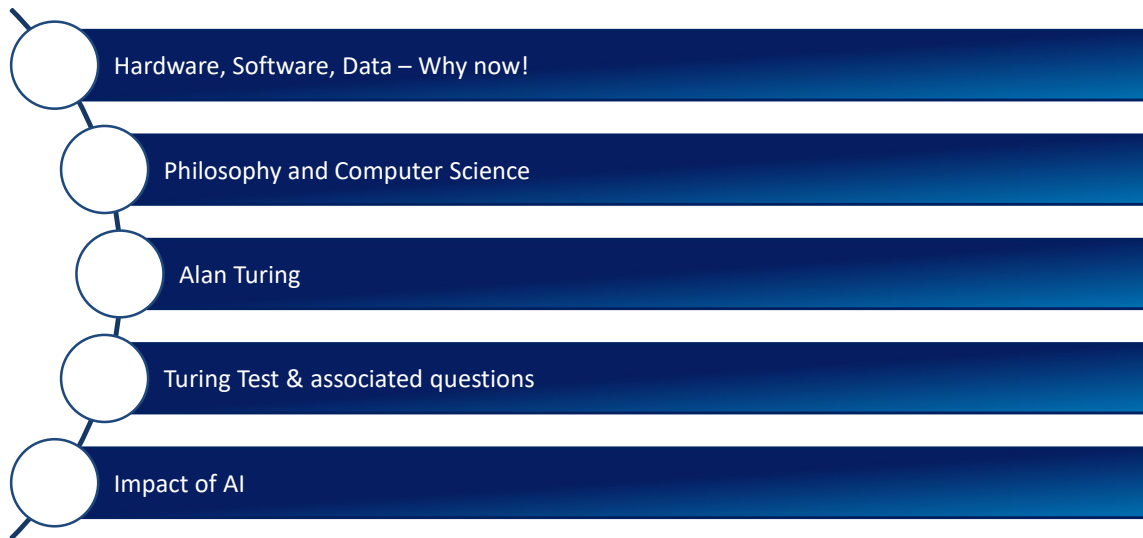 Hardware, Software, Data – Why now!
Philosophy and Computer Science
Alan Turing
Turing Test & associated questions
Impact of AI